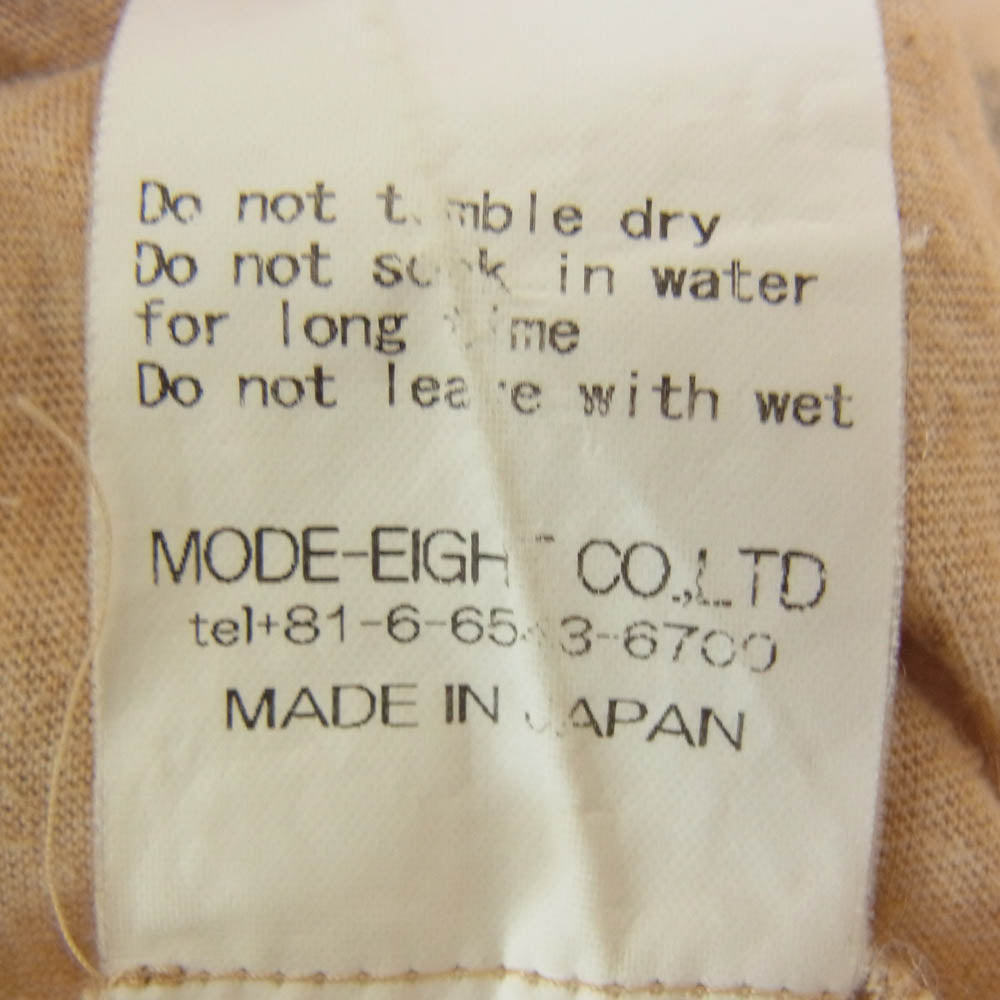 Do not tumble dry
Do not soak in water
for long time
Do not leave with wet
MODE-EIGHT CO.,LTD
MADE IN JAPAN